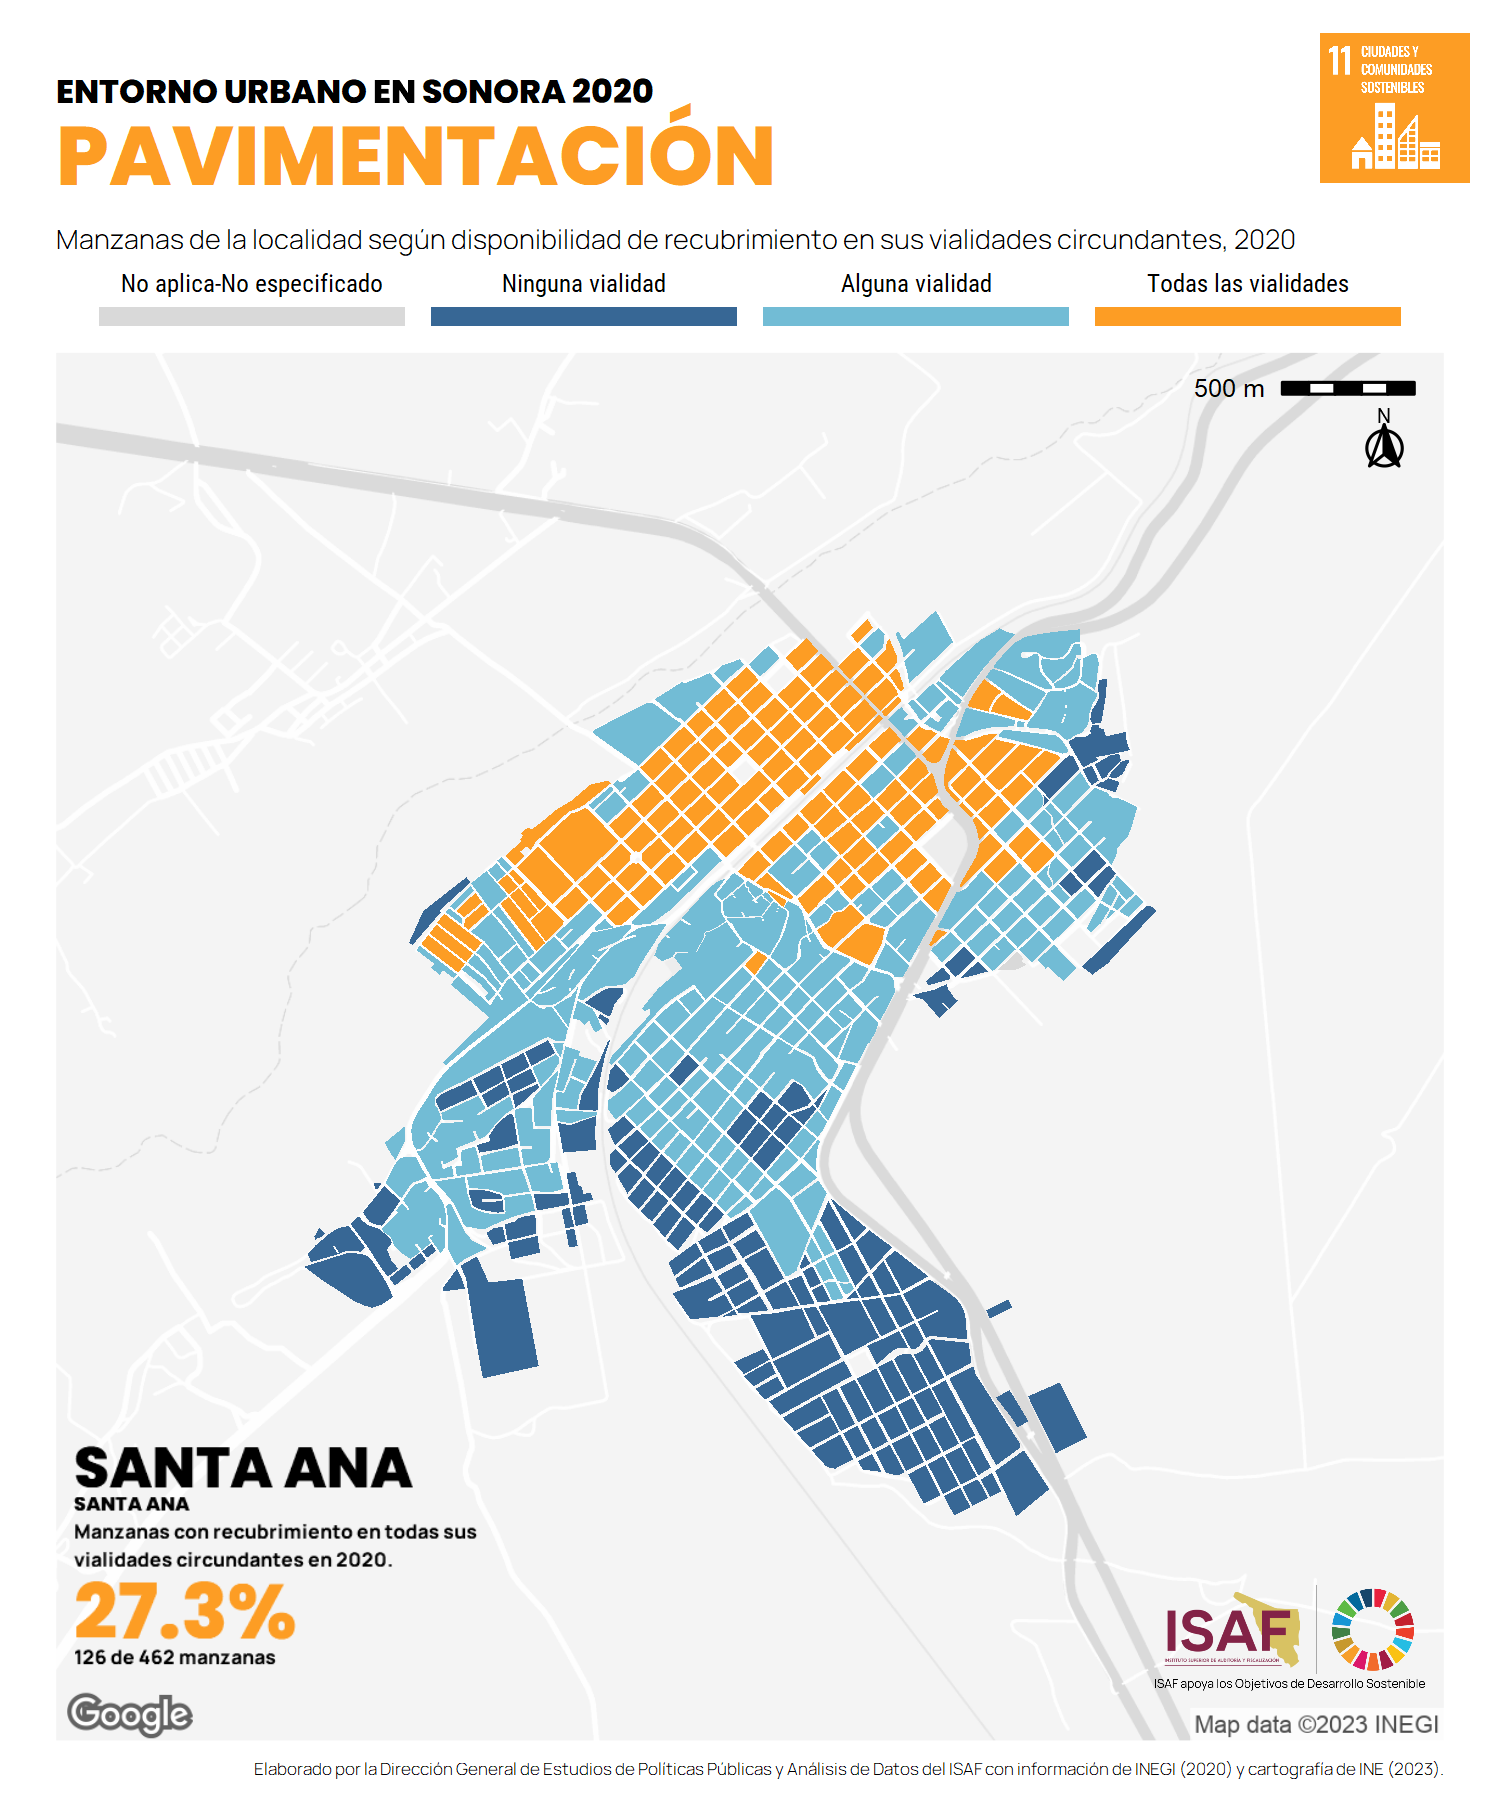 ENTORNO URBANO EN SONORA 2020
PAVIMENTACIÓN
11 CIUDADES Y
COMUNIDADES
SOSTENIBLES
Manzanas de la localidad según disponibilidad de recubrimiento en sus vialidades circundantes, 2020
No aplica-No especificado
Ninguna vialidad
Alguna vialidad
Todas las vialidades
500 m
N
SANTA ANA
SANTA ANA
Manzanas con recubrimiento en todas sus
vialidades circundantes en 2020.
27.3%
126 de 462 manzanas
ISAF
INSTITUTO SUPERIOR DE AUDITORÍA Y FISCALIZACIÓN
ISAF apoya los Objetivos de Desarrollo Sostenible
Google
Map data ©2023 INEGI
Elaborado por la Dirección General de Estudios de Políticas Públicas y Análisis de Datos del ISAF con información de INEGI (2020) y cartografía de INE (2023).